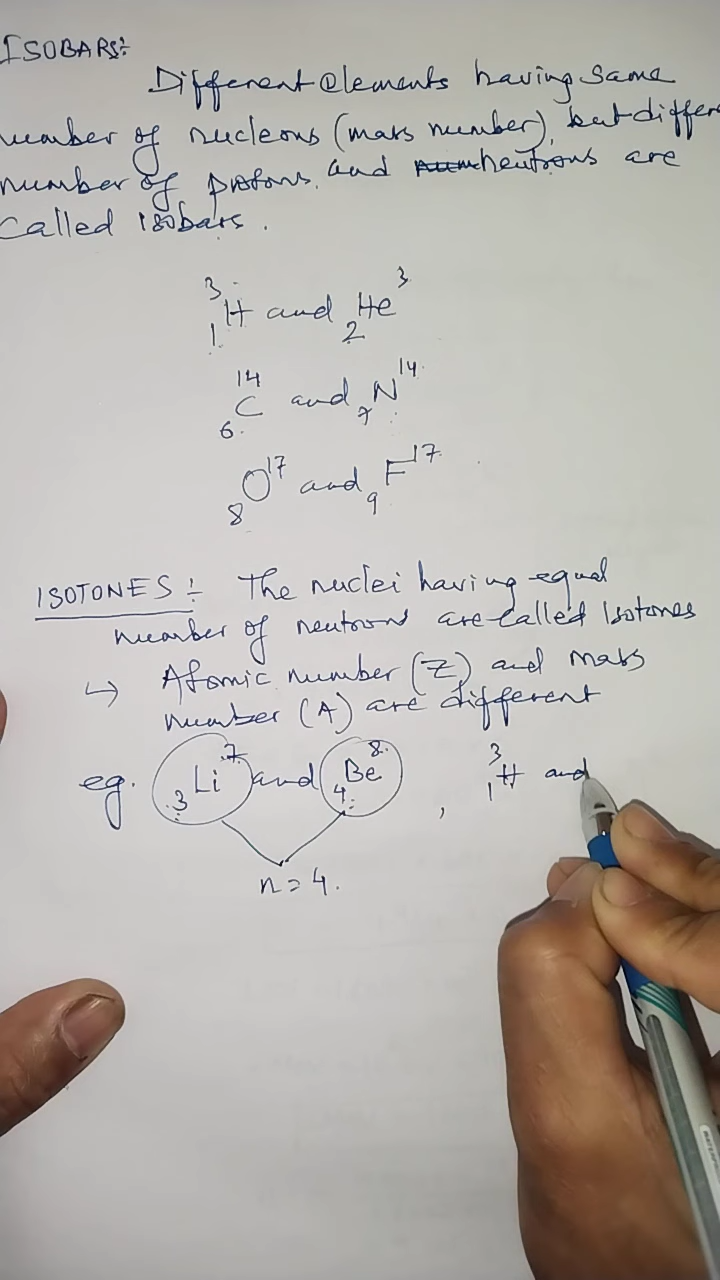 ISOBARS:-
Different elements having same
number of nucleons (mass number), but differen
number of protons, and neutrons are
called isobars.
³₁H and ₂He³
¹⁴₆C and ₇N¹⁴
₈O¹⁷ and ₉F¹⁷
ISOTONES:- The nuclei having equal
number of neutrons are called Isotones
↳ Atomic number (Z) and mass
number (A) are different
eg. ₃Li⁷ and ₄Be⁸, ³₁H and
n = 4.